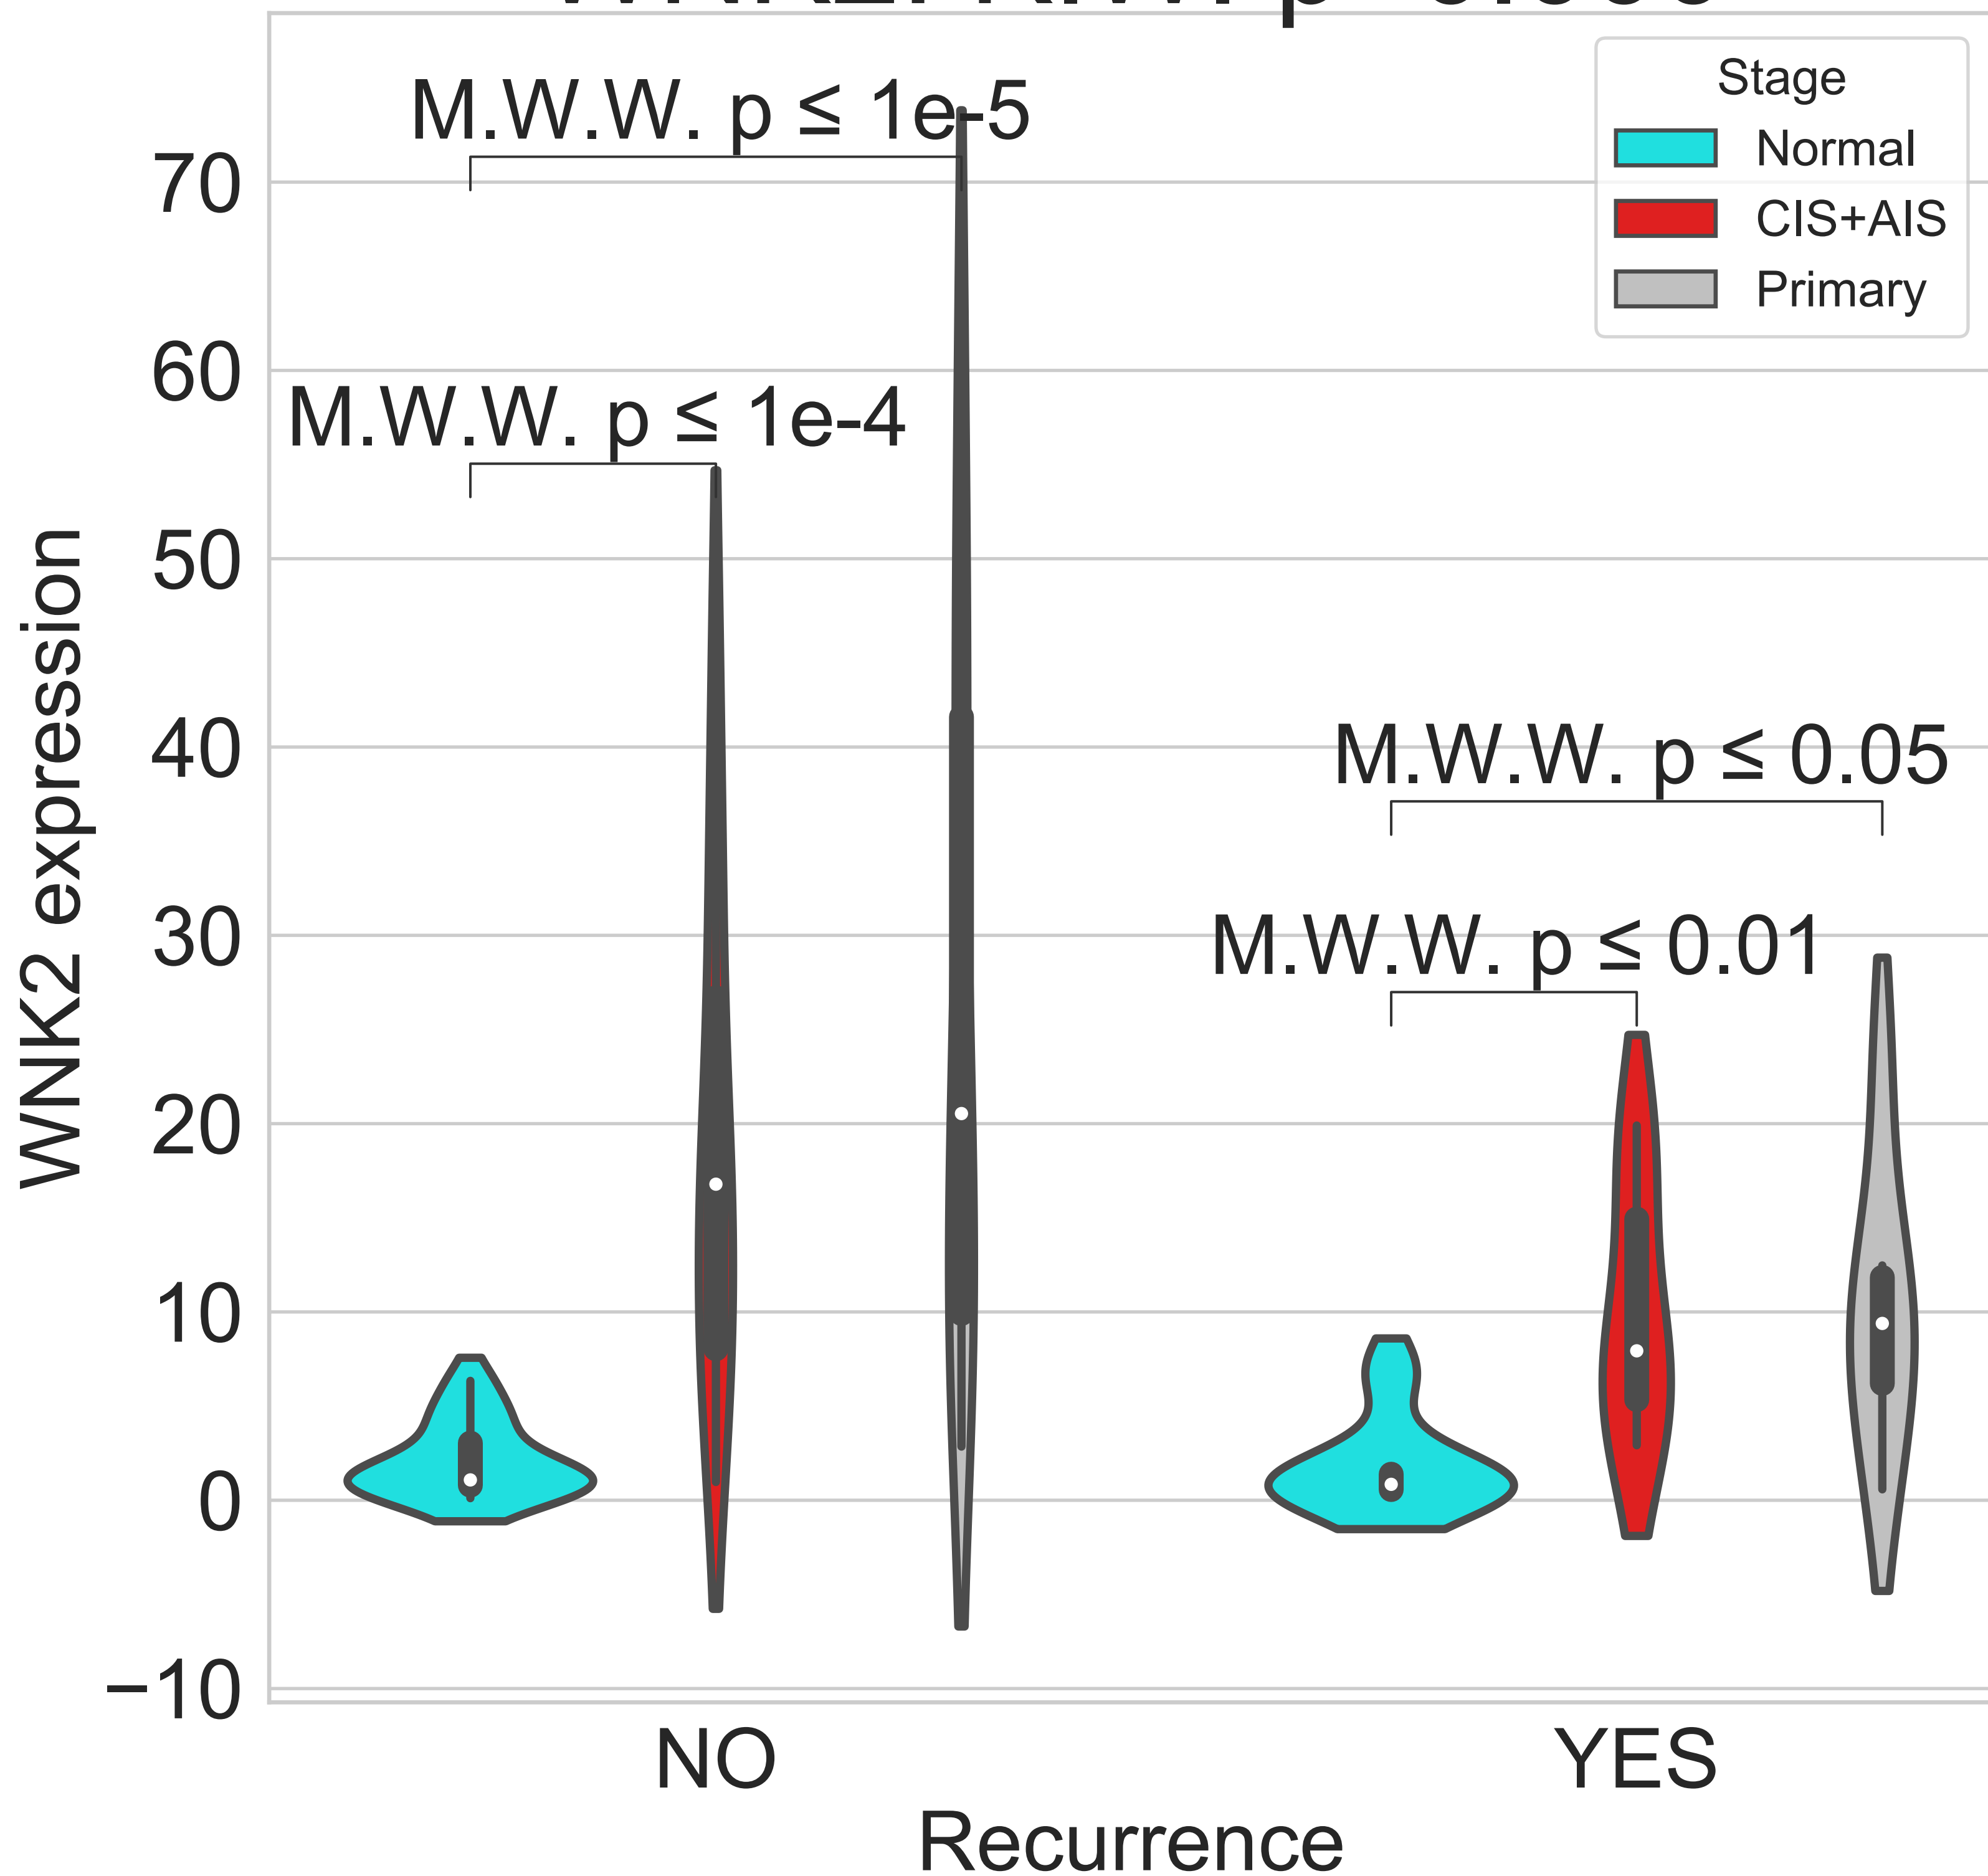 M.W.W. p ≤ 1e-5
Stage
Normal
CIS+AIS
Primary
70
60
M.W.W. p ≤ 1e-4
50
40
M.W.W. p ≤ 0.05
30
M.W.W. p ≤ 0.01
20
10
0
−10
WNK2 expression
NO
YES
Recurrence